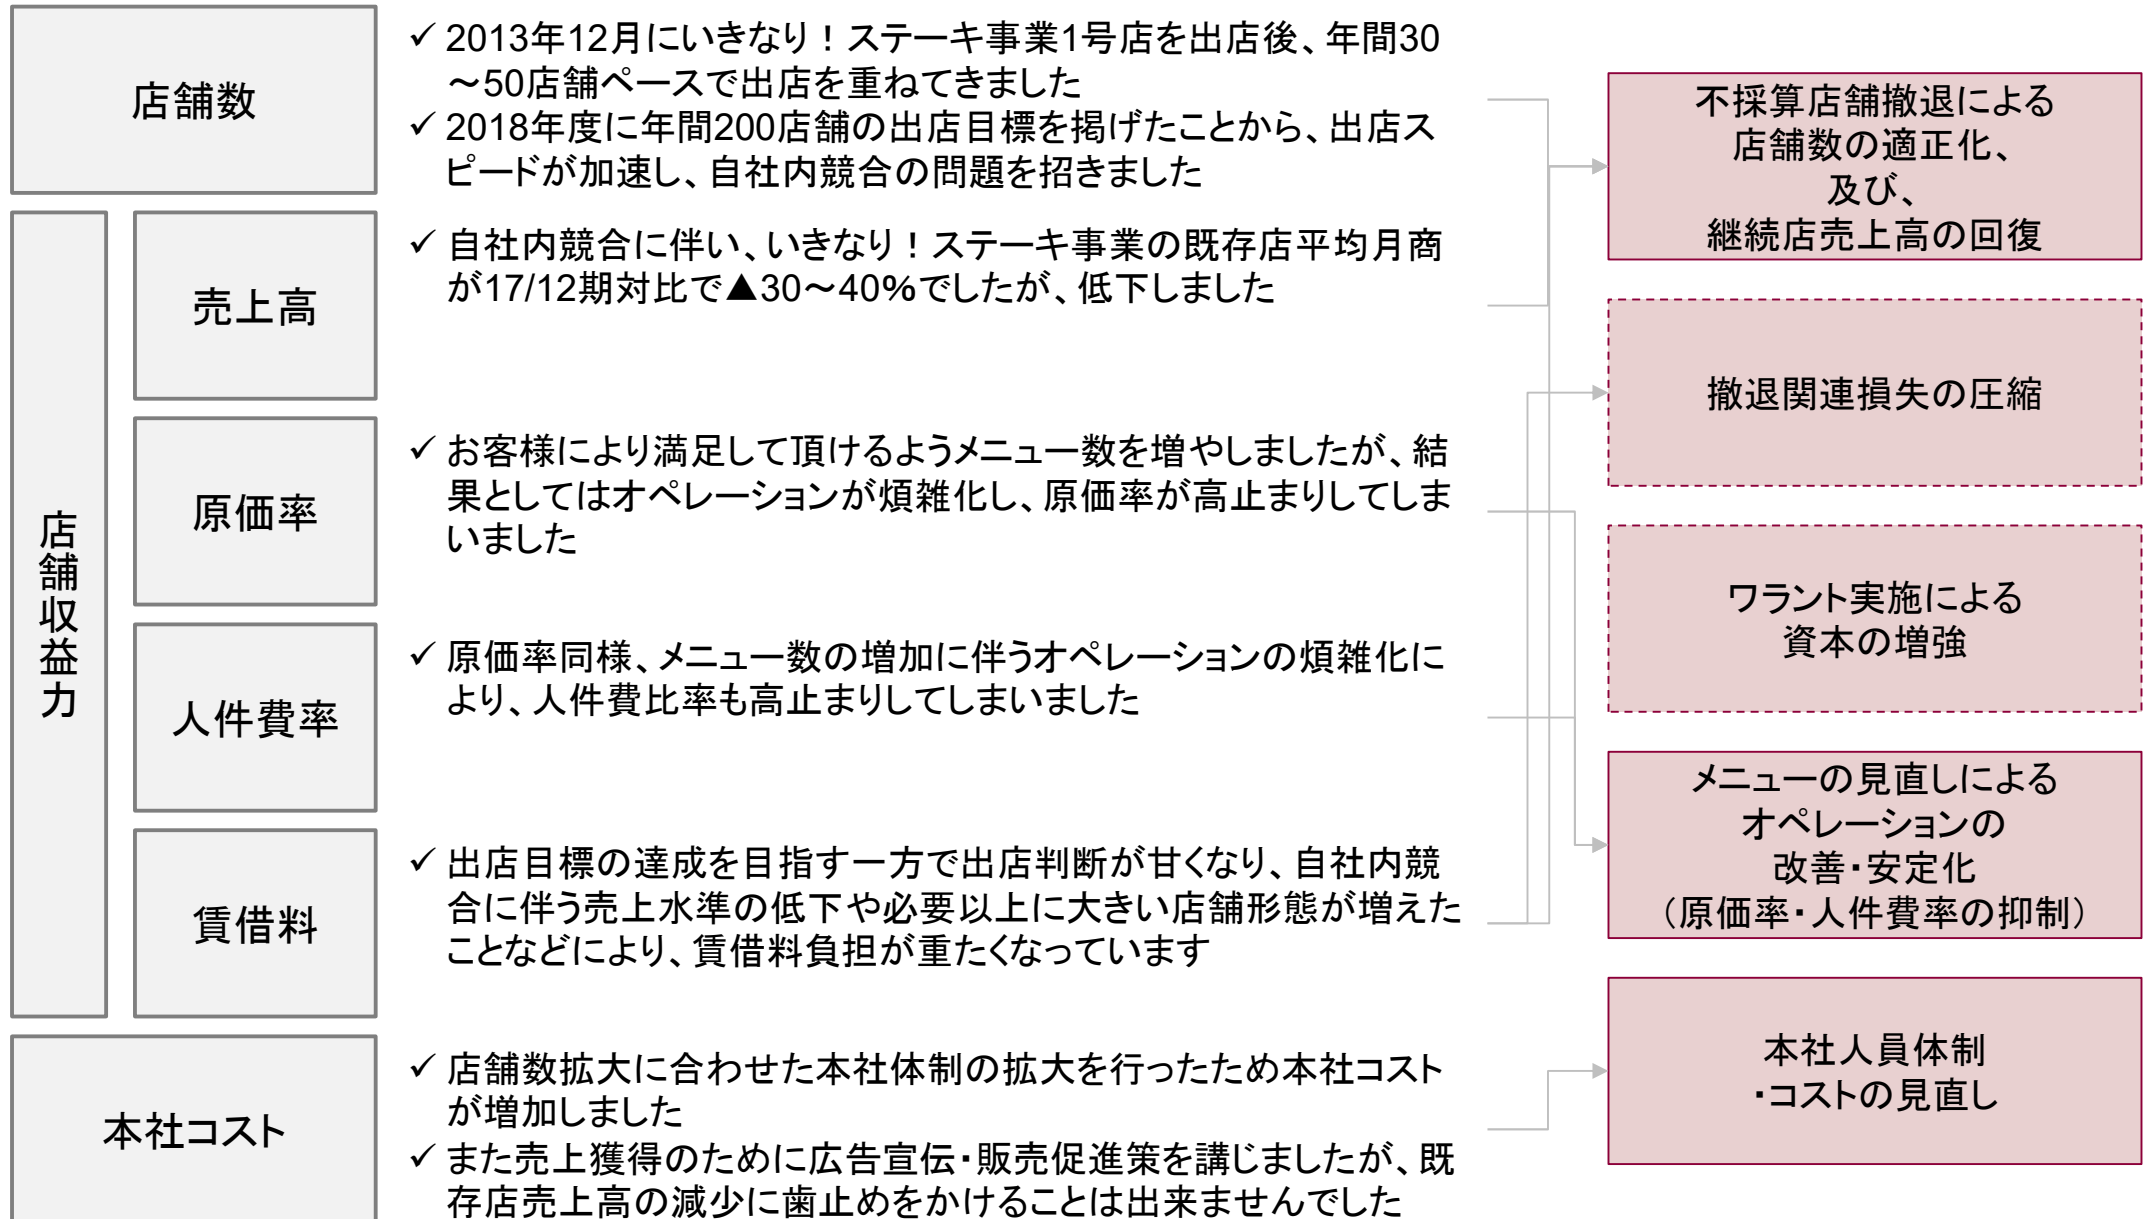 店舗数
✓ 2013年12月にいきなり！ステーキ事業1号店を出店後、年間30
～50店舗ペースで出店を重ねてきました
✓ 2018年度に年間200店舗の出店目標を掲げたことから、出店ス
ピードが加速し、自社内競合の問題を招きました
店舗収益力
売上高
✓ 自社内競合に伴い、いきなり！ステーキ事業の既存店平均月商
が17/12期対比で▲30～40%でしたが、低下しました
原価率
✓ お客様により満足して頂けるようメニュー数を増やしましたが、結
果としてはオペレーションが煩雑化し、原価率が高止まりしてしま
いました
人件費率
✓ 原価率同様、メニュー数の増加に伴うオペレーションの煩雑化に
より、人件費比率も高止まりしてしまいました
賃借料
✓ 出店目標の達成を目指す一方で出店判断が甘くなり、自社内競
合に伴う売上水準の低下や必要以上に大きい店舗形態が増えた
ことなどにより、賃借料負担が重たくなっています
本社コスト
✓ 店舗数拡大に合わせた本社体制の拡大を行ったため本社コスト
が増加しました
✓ また売上獲得のために広告宣伝・販売促進策を講じましたが、既
存店売上高の減少に歯止めをかけることは出来ませんでした
不採算店舗撤退による
店舗数の適正化、
及び、
継続店売上高の回復
撤退関連損失の圧縮
ワラント実施による
資本の増強
メニューの見直しによる
オペレーションの
改善・安定化
（原価率・人件費率の抑制）
本社人員体制
・コストの見直し